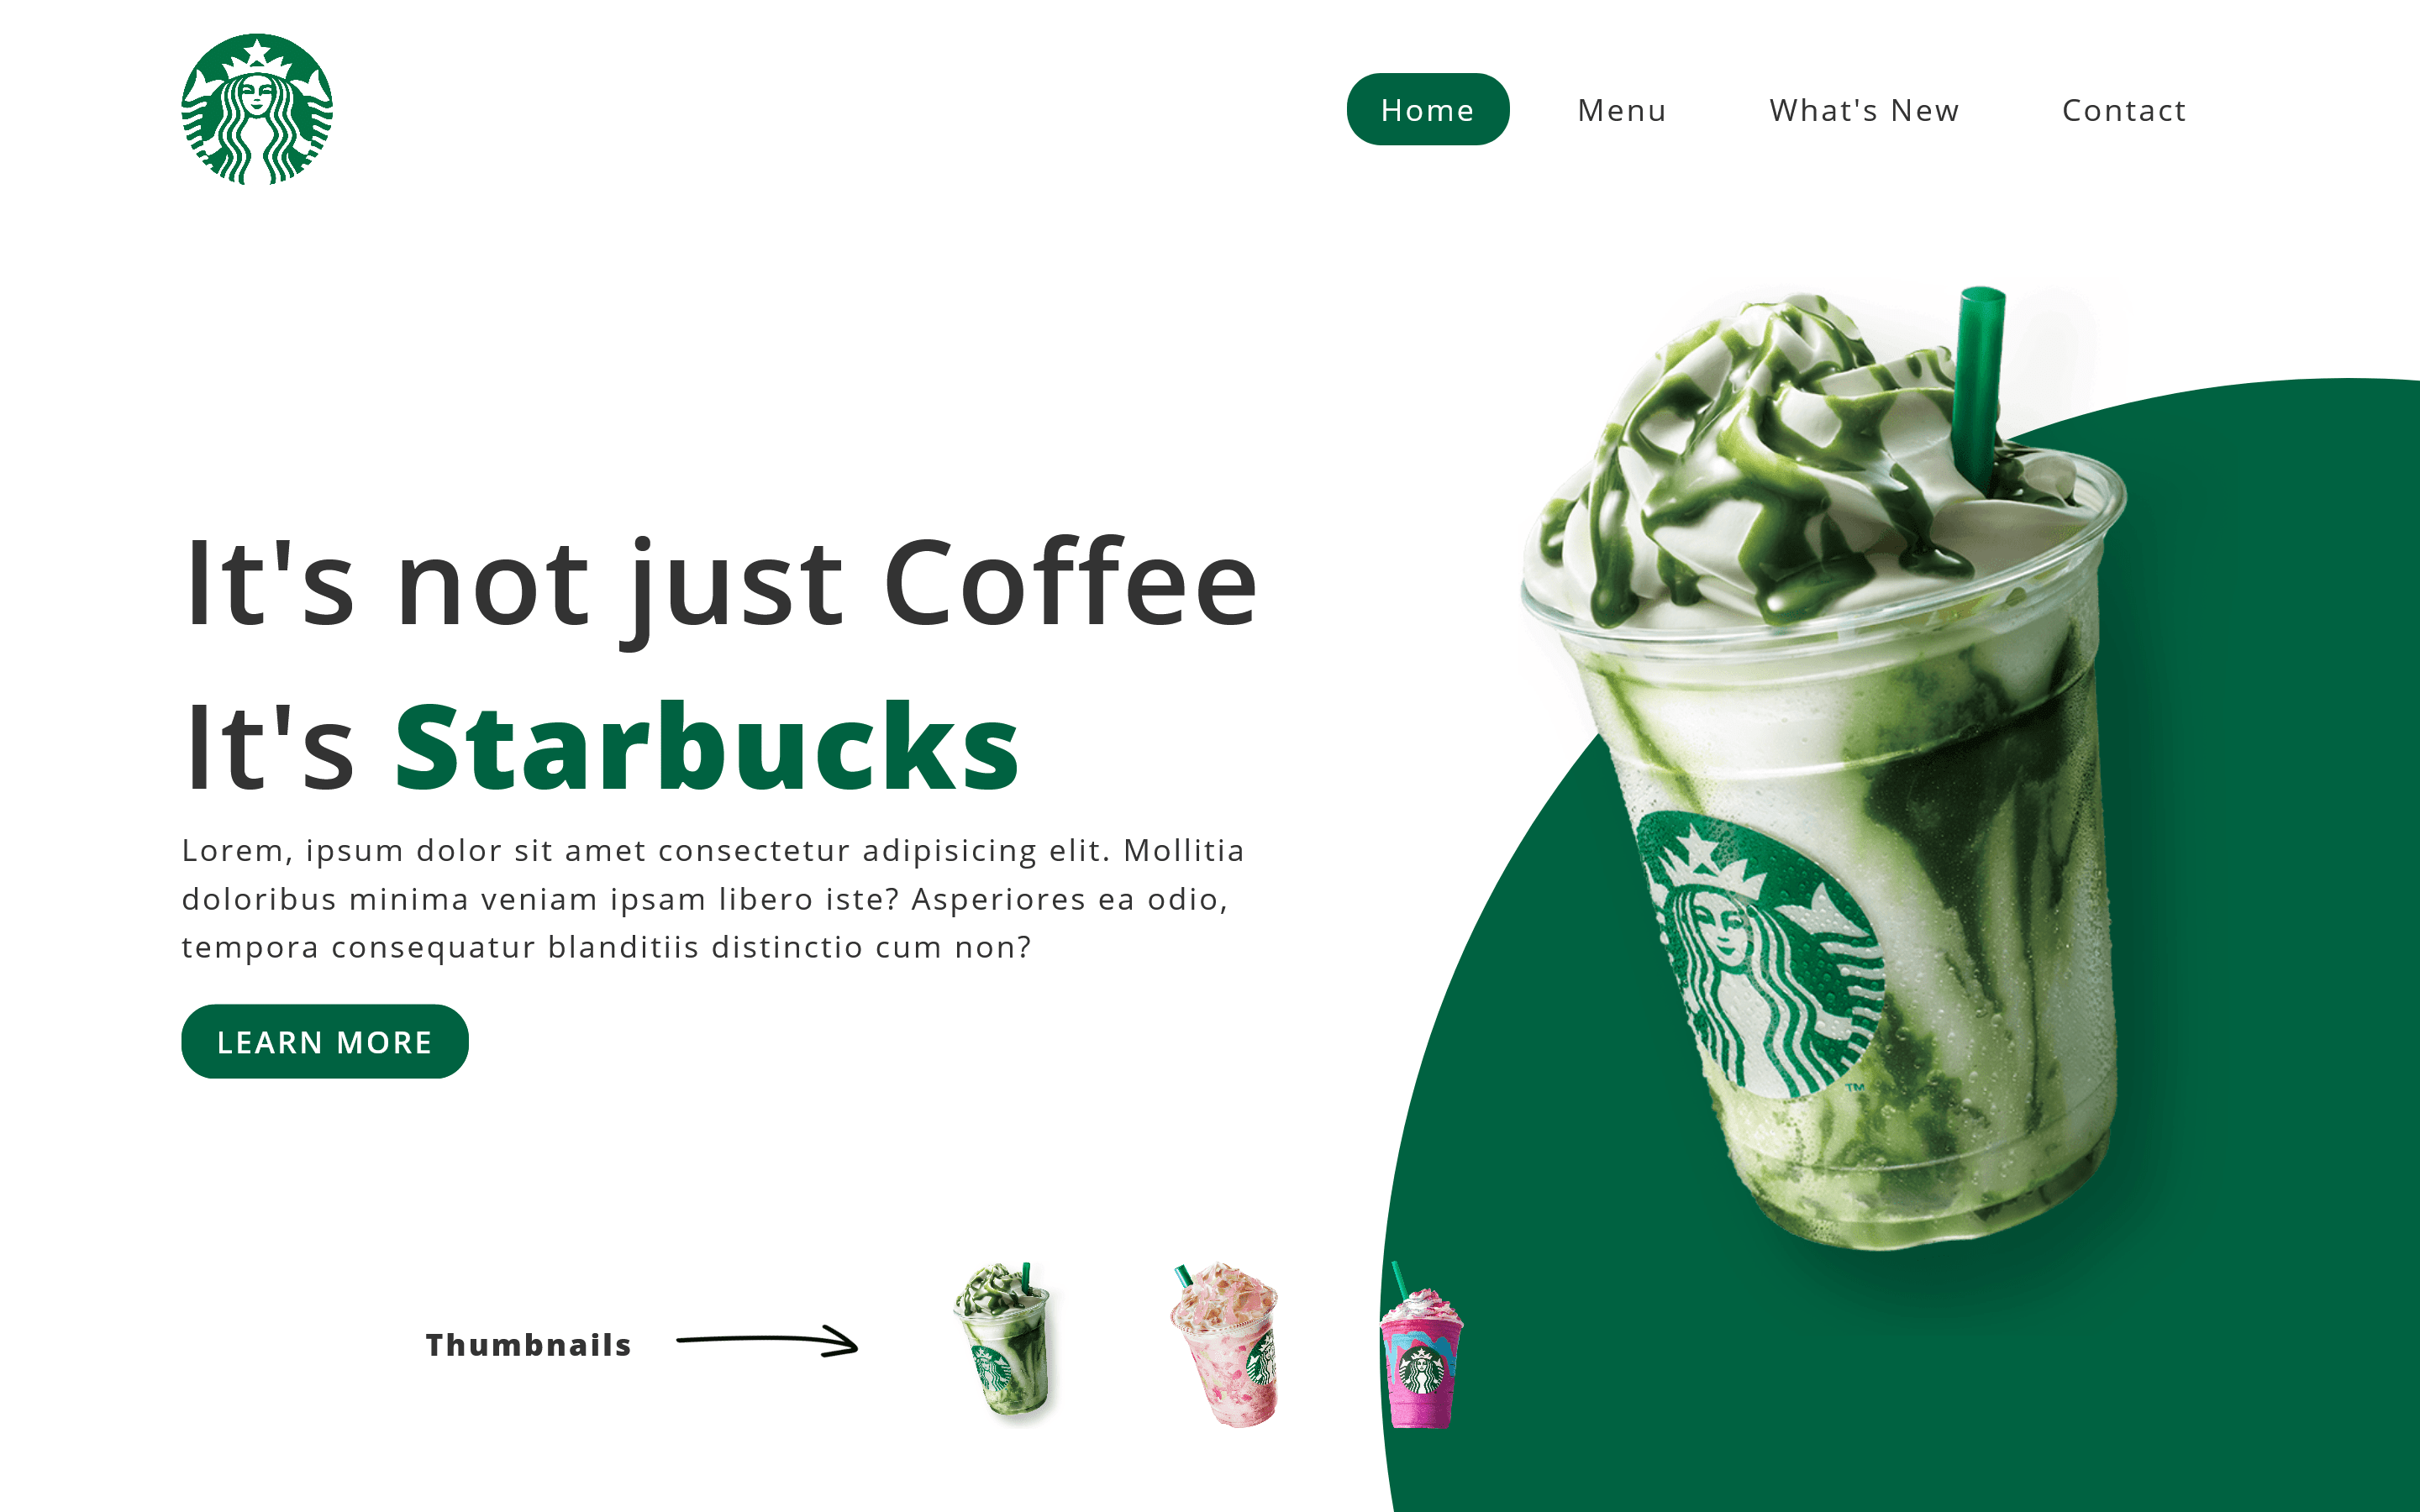 Home
Menu
What's New
Contact
It's not just Coffee
It's Starbucks
Lorem, ipsum dolor sit amet consectetur adipisicing elit. Mollitia
doloribus minima veniam ipsam libero iste? Asperiores ea odio,
tempora consequatur blanditiis distinctio cum non?
LEARN MORE
TM
Thumbnails